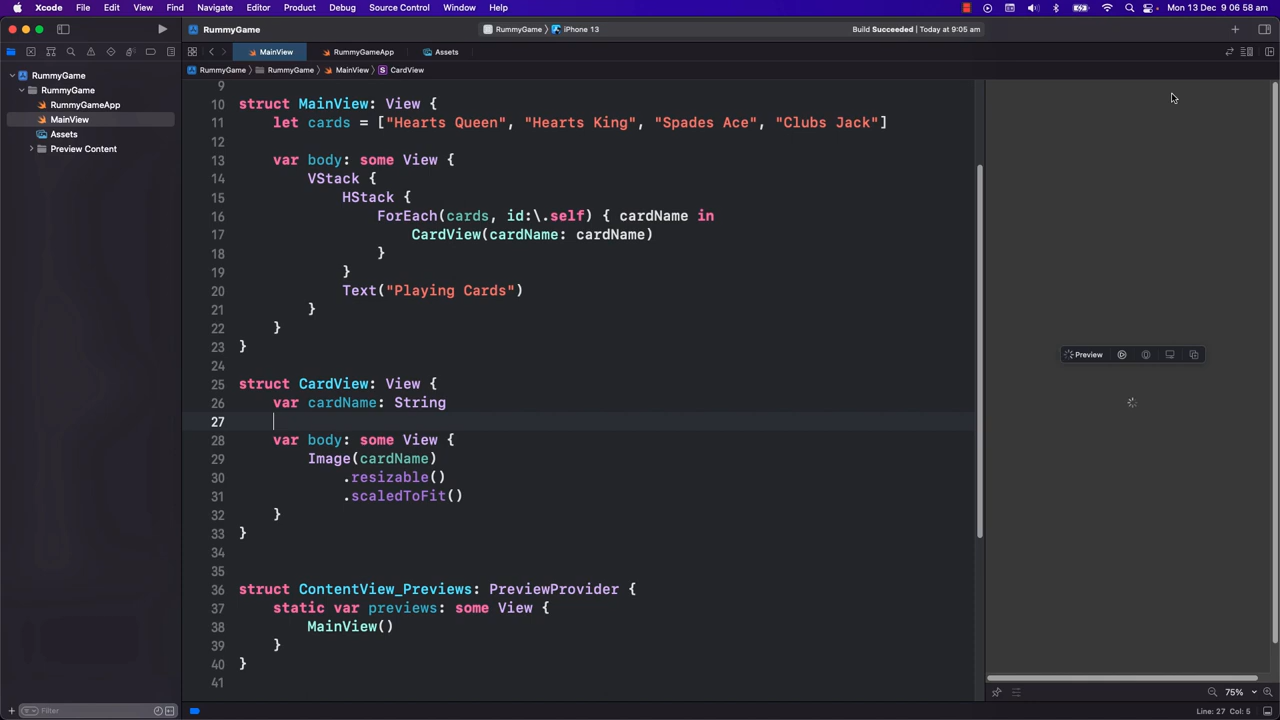 Xcode File Edit View Find Navigate Editor Product Debug Source Control Window Help Mon 13 Dec 9:06:58 am
RummyGame RummyGame iPhone 13 Build Succeeded | Today at 9:05 am
MainView RummyGameApp Assets
RummyGame RummyGame MainView S CardView
RummyGame
RummyGame
RummyGameApp
MainView
Assets
Preview Content
9
10 struct MainView: View {
11 let cards = ["Hearts Queen", "Hearts King", "Spades Ace", "Clubs Jack"]
12
13 var body: some View {
14 VStack {
15 HStack {
16 ForEach(cards, id:\.self) { cardName in
17 CardView(cardName: cardName)
18 }
19 }
20 Text("Playing Cards")
21 }
22 }
23 }
24
25 struct CardView: View {
26 var cardName: String
27
28 var body: some View {
29 Image(cardName)
30 .resizable()
31 .scaledToFit()
32 }
33 }
34
35
36 struct ContentView_Previews: PreviewProvider {
37 static var previews: some View {
38 MainView()
39 }
40 }
41
Preview
75%
Filter
Line: 27 Col: 5